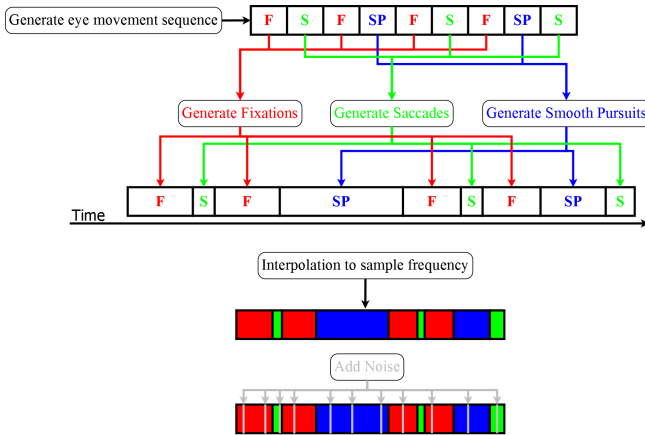 Generate eye movement sequence
F S F SP F S F SP S
Generate Fixations
Generate Saccades
Generate Smooth Pursuits
F S F SP F S F SP S
Time
Interpolation to sample frequency
Add Noise